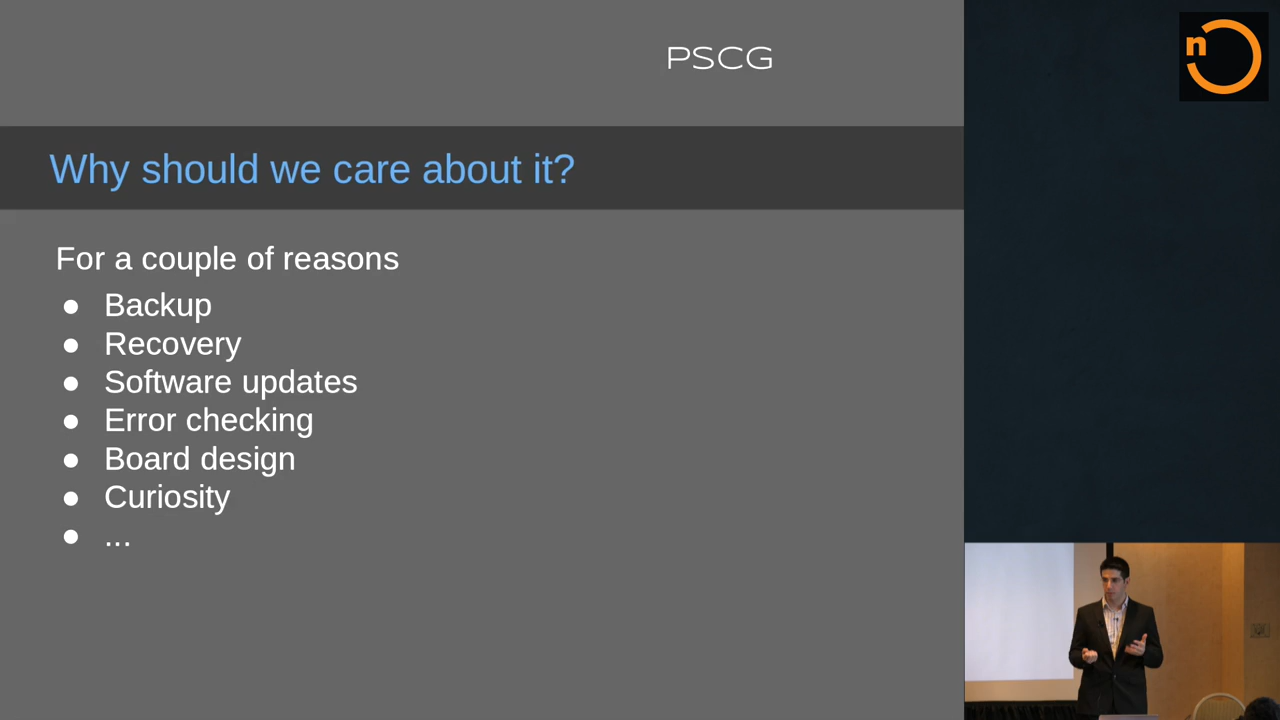 PSCG
n
Why should we care about it?
For a couple of reasons
● Backup
● Recovery
● Software updates
● Error checking
● Board design
● Curiosity
● ...